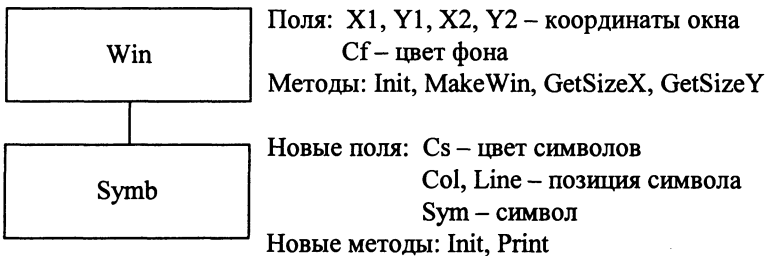 Win
Поля: X1, Y1, X2, Y2 – координаты окна
Cf – цвет фона
Методы: Init, MakeWin, GetSizeX, GetSizeY
Symb
Новые поля: Cs – цвет символов
Col, Line – позиция символа
Sym – символ
Новые методы: Init, Print